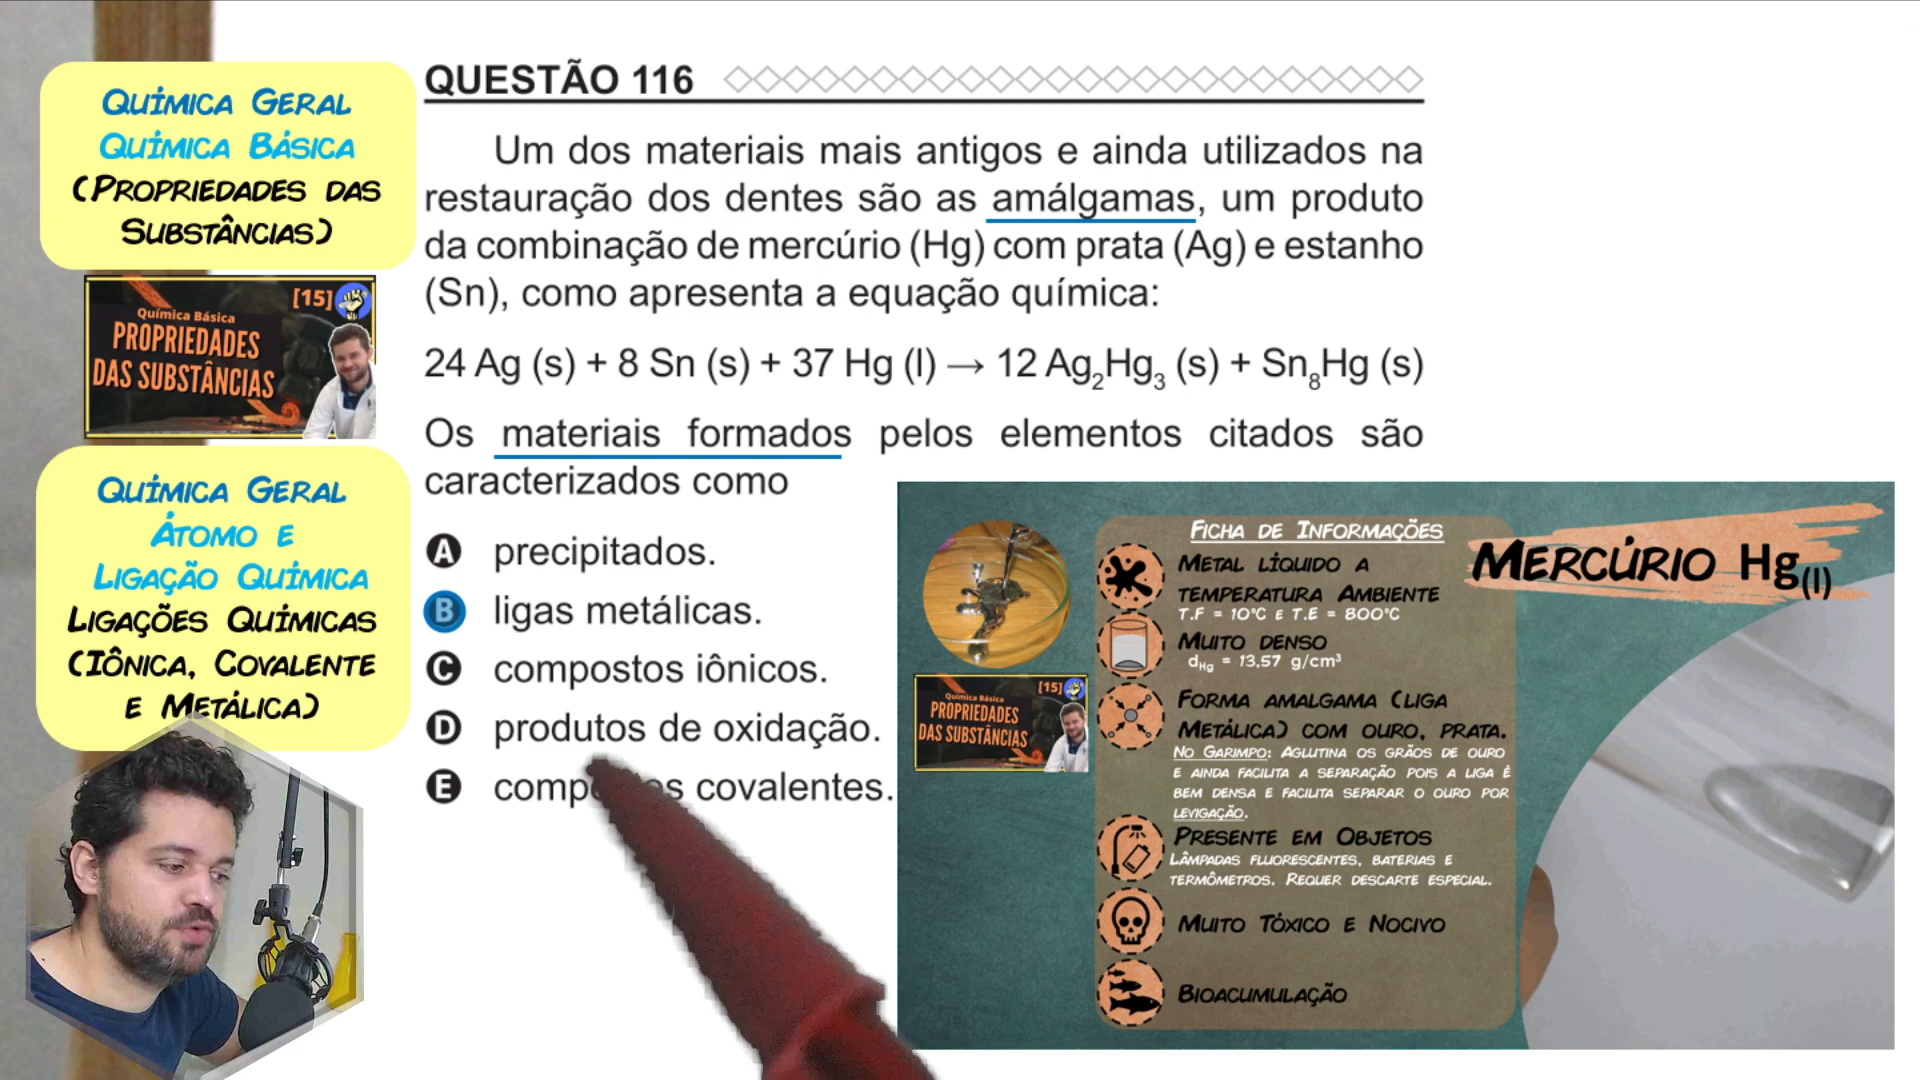 QUÍMICA GERAL
QUÍMICA BÁSICA
(PROPRIEDADES DAS
SUBSTÂNCIAS)
[15]
Química Básica
PROPRIEDADES
DAS SUBSTÂNCIAS
QUÍMICA GERAL
ÁTOMO E
LIGAÇÃO QUÍMICA
LIGAÇÕES QUÍMICAS
(IÔNICA, COVALENTE
E METÁLICA)
QUESTÃO 116
Um dos materiais mais antigos e ainda utilizados na
restauração dos dentes são as amálgamas, um produto
da combinação de mercúrio (Hg) com prata (Ag) e estanho
(Sn), como apresenta a equação química:
24 Ag (s) + 8 Sn (s) + 37 Hg (l) → 12 Ag₂Hg₃ (s) + Sn₈Hg (s)
Os materiais formados pelos elementos citados são
caracterizados como
A precipitados.
B ligas metálicas.
C compostos iônicos.
D produtos de oxidação.
E covalentes.
FICHA DE INFORMAÇÕES
METAL LÍQUIDO A
TEMPERATURA AMBIENTE
T.F = 10°C E T.E = 800°C
MUITO DENSO
dHg = 13,57 g/cm³
FORMA AMALGAMA (LIGA
METÁLICA) COM OURO, PRATA.
NO GARIMPO: AGLUTINA OS GRÃOS DE OURO
E AINDA FACILITA A SEPARAÇÃO POIS A LIGA É
BEM DENSA E FACILITA SEPARAR O OURO POR
LEVIGAÇÃO.
PRESENTE EM OBJETOS
LÂMPADAS FLUORESCENTES, BATERIAS E
TERMÔMETROS. REQUER DESCARTE ESPECIAL.
MUITO TÓXICO E NOCIVO
BIOACUMULAÇÃO
MERCÚRIO Hg(l)
[15]
Química Básica
PROPRIEDADES
DAS SUBSTÂNCIAS